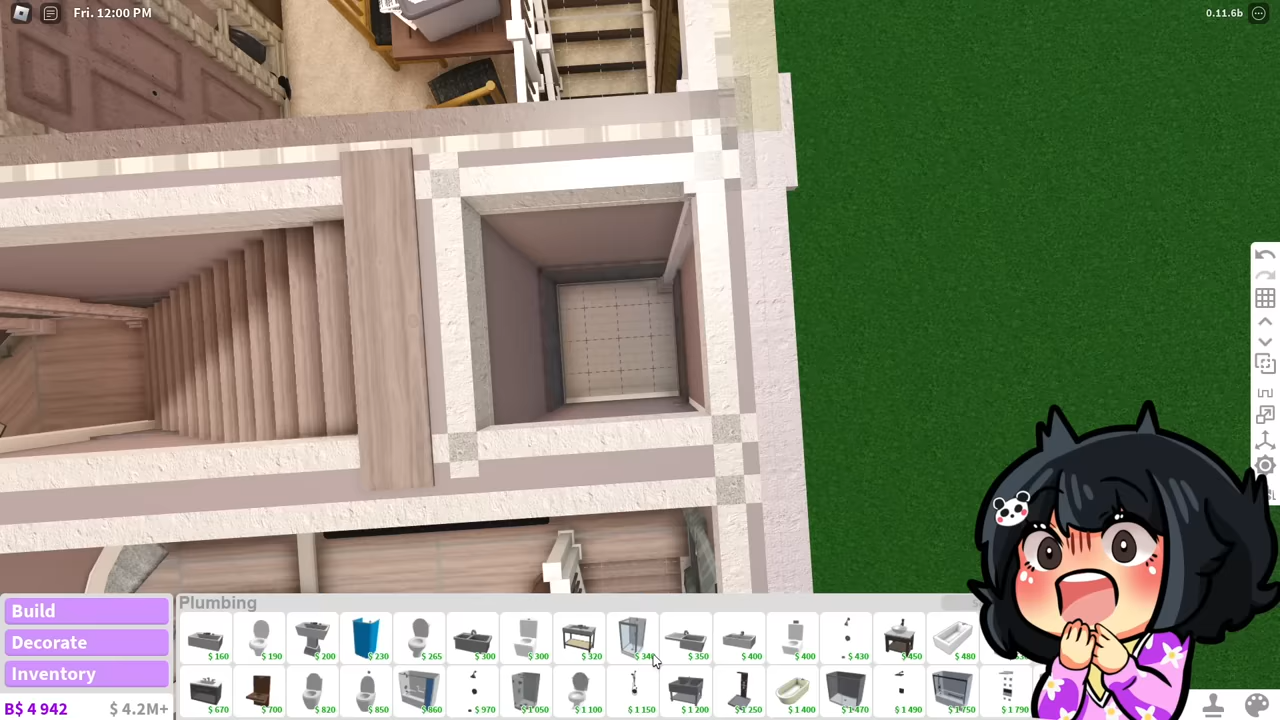 Fri. 12:00 PM
0.11.6b
Plumbing
Build
Decorate
Inventory
B$ 4 942
$ 4.2M+
$ 160 $ 190 $ 200 $ 230 $ 265 $ 300 $ 300 $ 320 $ 350 $ 400 $ 400 $ 430 $ 450 $ 480
$ 670 $ 700 $ 820 $ 850 $ 860 $ 970 $ 1 050 $ 1 100 $ 1 150 $ 1 200 $ 1 250 $ 1 400 $ 1 470 $ 1 490 $ 1 750 $ 1 790